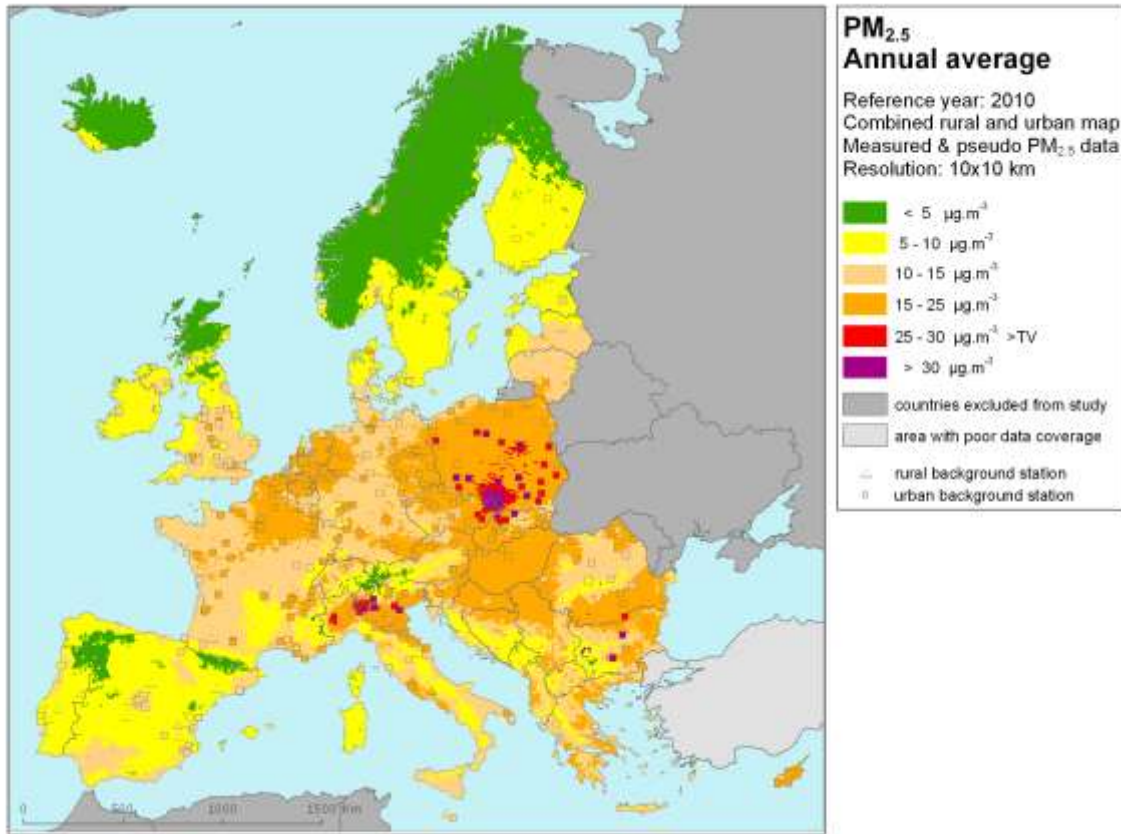 PM2.5
Annual average
Reference year: 2010
Combined rural and urban map
Measured & pseudo PM2.5 data
Resolution: 10x10 km
< 5 µg.m-3
5 - 10 µg.m-3
10 - 15 µg.m-3
15 - 25 µg.m-3
25 - 30 µg.m-3 >TV
> 30 µg.m-3
countries excluded from study
area with poor data coverage
rural background station
urban background station
0 500 1000 1500 km